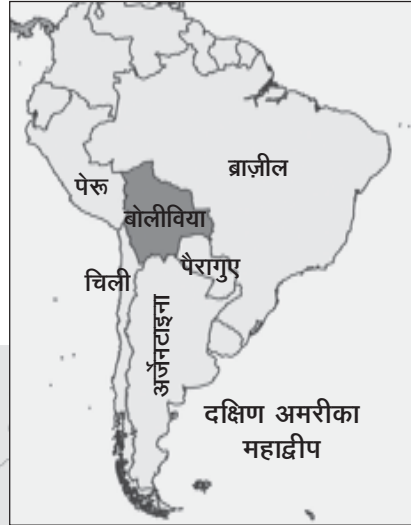 ब्राज़ील
पेरू
बोलीविया
पैरागुए
चिली
अर्जेनटाइना
दक्षिण अमरीका
महाद्वीप